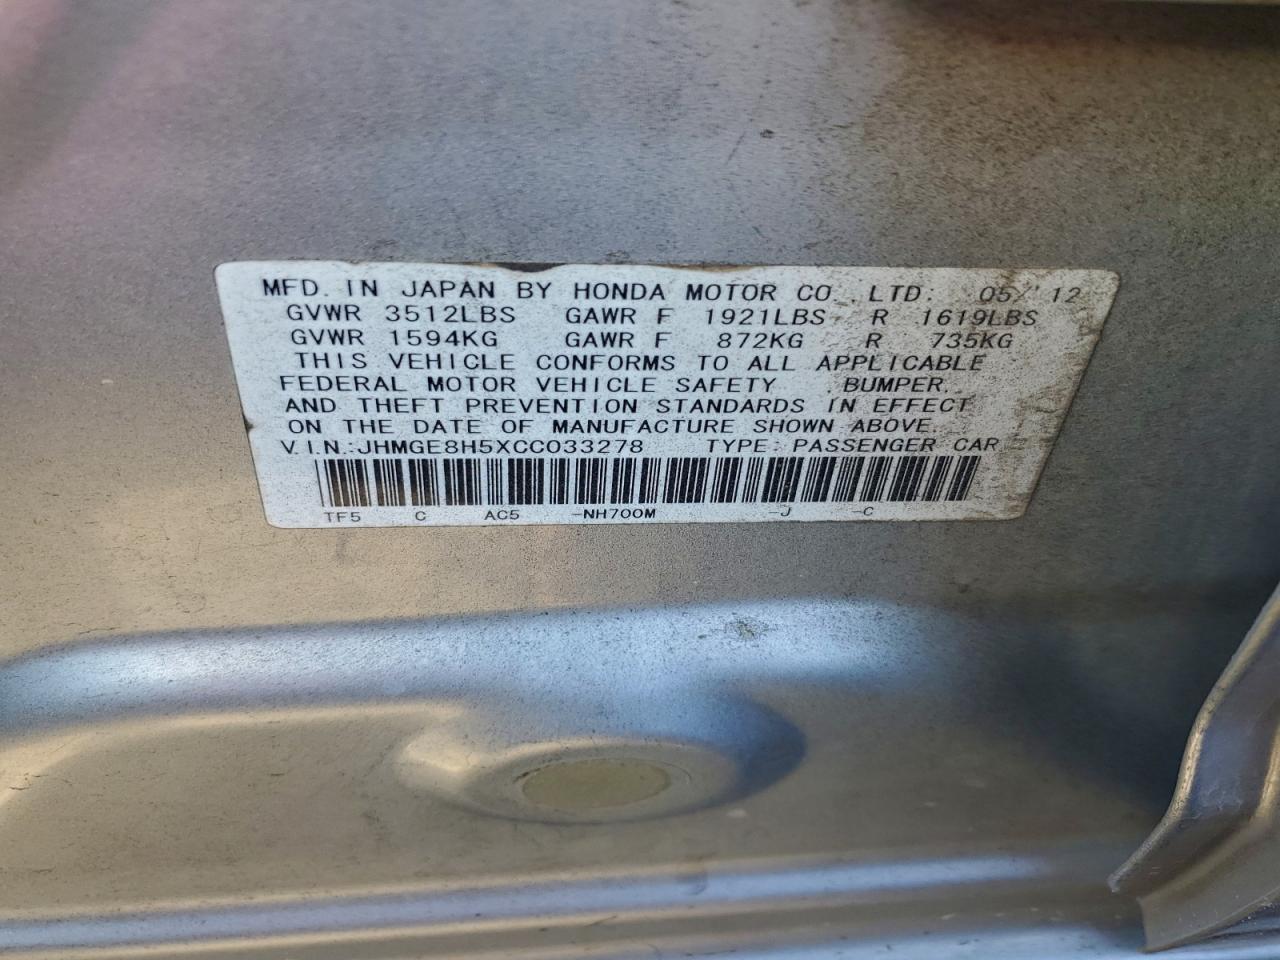 MFD. IN JAPAN BY HONDA MOTOR CO., LTD: 05/'12
GVWR 3512LBS GAWR F 1921LBS R 1619LBS
GVWR 1594KG GAWR F 872KG R 735KG
THIS VEHICLE CONFORMS TO ALL APPLICABLE
FEDERAL MOTOR VEHICLE SAFETY BUMPER,
AND THEFT PREVENTION STANDARDS IN EFFECT
ON THE DATE OF MANUFACTURE SHOWN ABOVE.
V.I.N.:JHMGE8H5XCC033278 TYPE:PASSENGER CAR
TF5 C AC5 -NH700M -J -C